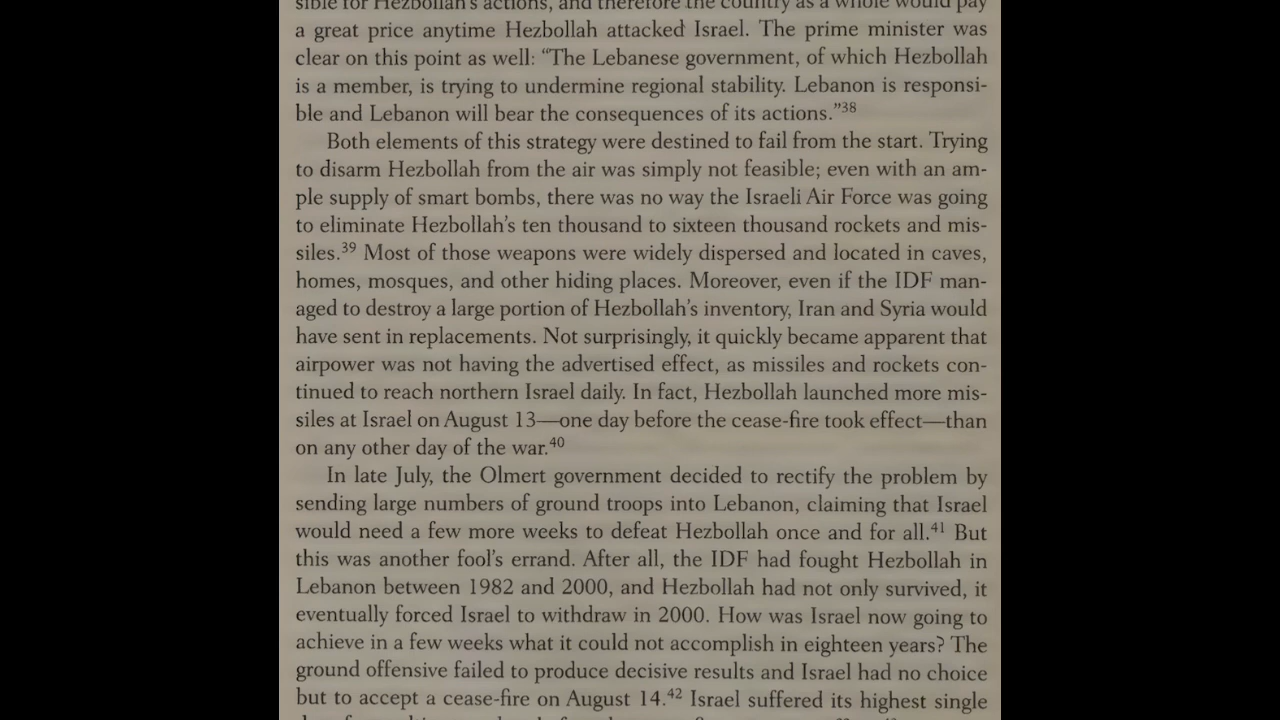 sible for Hezbollah's actions, and therefore the country as a whole would pay
a great price anytime Hezbollah attacked Israel. The prime minister was
clear on this point as well: “The Lebanese government, of which Hezbollah
is a member, is trying to undermine regional stability. Lebanon is responsi-
ble and Lebanon will bear the consequences of its actions.”38
Both elements of this strategy were destined to fail from the start. Trying
to disarm Hezbollah from the air was simply not feasible; even with an am-
ple supply of smart bombs, there was no way the Israeli Air Force was going
to eliminate Hezbollah’s ten thousand to sixteen thousand rockets and mis-
siles.39 Most of those weapons were widely dispersed and located in caves,
homes, mosques, and other hiding places. Moreover, even if the IDF man-
aged to destroy a large portion of Hezbollah’s inventory, Iran and Syria would
have sent in replacements. Not surprisingly, it quickly became apparent that
airpower was not having the advertised effect, as missiles and rockets con-
tinued to reach northern Israel daily. In fact, Hezbollah launched more mis-
siles at Israel on August 13—one day before the cease-fire took effect—than
on any other day of the war.40
In late July, the Olmert government decided to rectify the problem by
sending large numbers of ground troops into Lebanon, claiming that Israel
would need a few more weeks to defeat Hezbollah once and for all.41 But
this was another fool’s errand. After all, the IDF had fought Hezbollah in
Lebanon between 1982 and 2000, and Hezbollah had not only survived, it
eventually forced Israel to withdraw in 2000. How was Israel now going to
achieve in a few weeks what it could not accomplish in eighteen years? The
ground offensive failed to produce decisive results and Israel had no choice
but to accept a cease-fire on August 14.42 Israel suffered its highest single